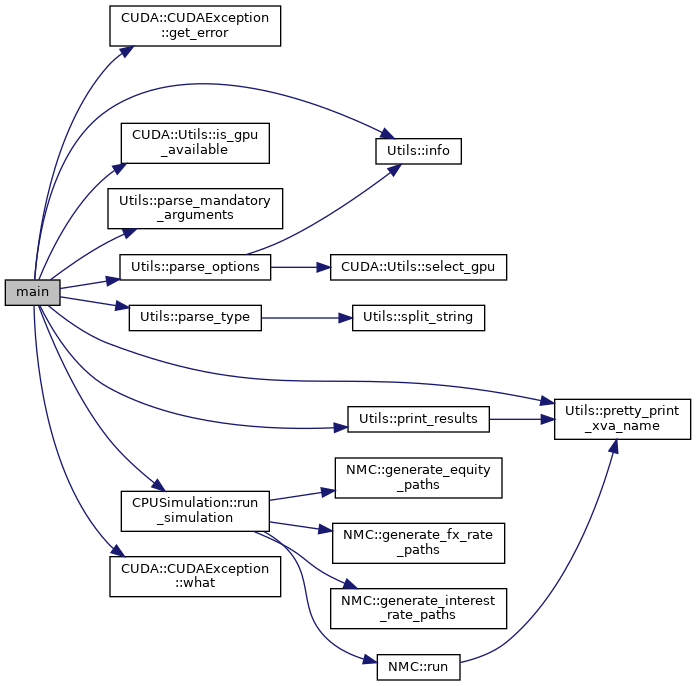 CUDA::CUDAException
::get_error
CUDA::Utils::is_gpu
_available
Utils::info
Utils::parse_mandatory
_arguments
Utils::parse_options
CUDA::Utils::select_gpu
main
Utils::parse_type
Utils::split_string
Utils::print_results
Utils::pretty_print
_xva_name
CPUSimulation::run
_simulation
NMC::generate_equity
_paths
NMC::generate_fx_rate
_paths
CUDA::CUDAException
::what
NMC::generate_interest
_rate_paths
NMC::run